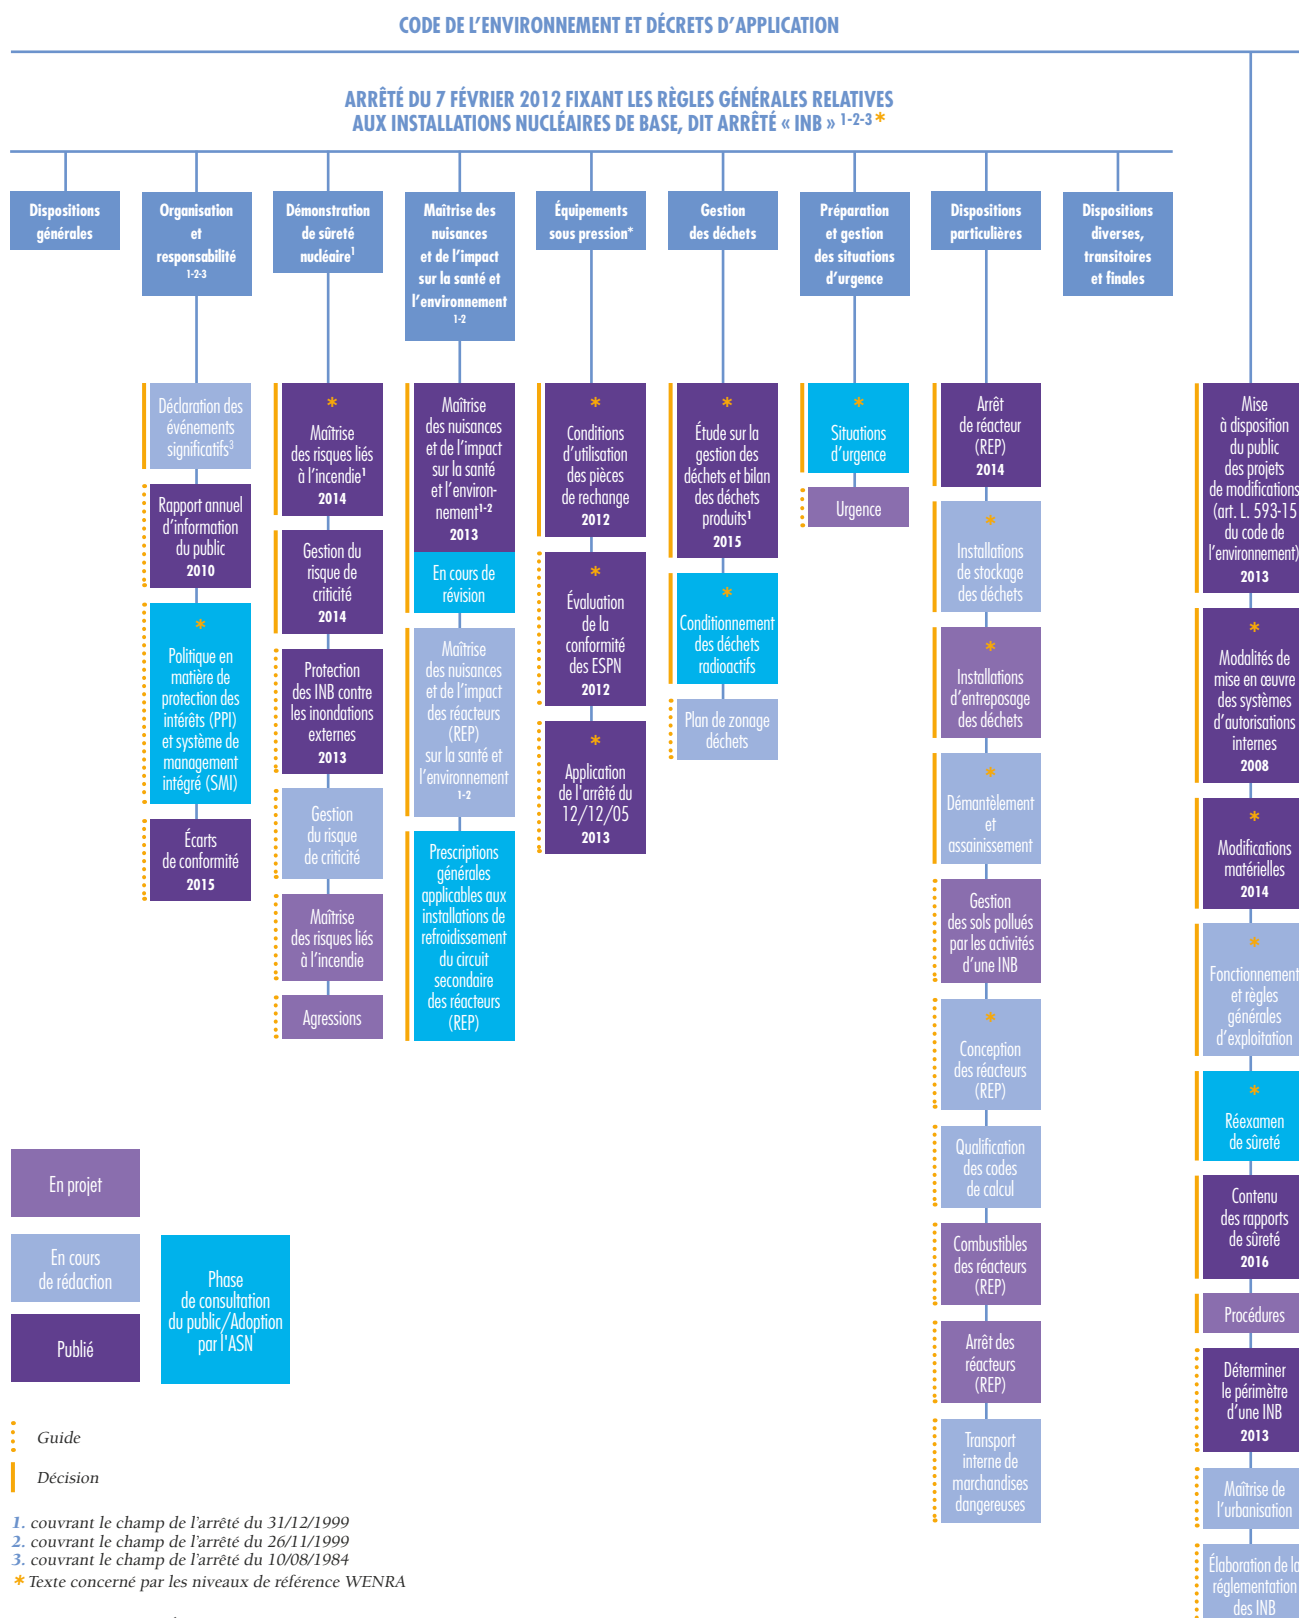 CODE DE L'ENVIRONNEMENT ET DÉCRETS D'APPLICATION
ARRÊTÉ DU 7 FÉVRIER 2012 FIXANT LES RÈGLES GÉNÉRALES RELATIVES
AUX INSTALLATIONS NUCLÉAIRES DE BASE, DIT ARRÊTÉ « INB » 1-2-3 *
Dispositions
générales
Organisation
et
responsabilité
1-2-3
Démonstration
de sûreté
nucléaire1
Maîtrise des
nuisances
et de l'impact
sur la santé et
l'environnement
1-2
Équipements
sous pression*
Gestion
des déchets
Préparation
et gestion
des situations
d'urgence
Dispositions
particulières
Dispositions
diverses,
transitoires
et finales
Déclaration des
événements
significatifs3
Rapport annuel
d'information
du public
2010
*
Politique en
matière de
protection des
intérêts (PPI)
et système de
management
intégré (SMI)
Écarts
de conformité
2015
*
Maîtrise
des risques liés
à l'incendie1
2014
Gestion du
risque de
criticité
2014
Protection
des INB contre
les inondations
externes
2013
Gestion
du risque
de criticité
Maîtrise
des risques liés
à l'incendie
Agressions
Maîtrise
des nuisances
et de l'impact
sur la santé
et l'environ-
nement1-2
2013
En cours de
révision
Maîtrise
des nuisances
et de l'impact
des réacteurs
(REP)
sur la santé et
l'environnement
1-2
Prescriptions
générales
applicables aux
installations de
refroidissement
du circuit
secondaire
des réacteurs
(REP)
*
Conditions
d'utilisation
des pièces
de rechange
2012
*
Évaluation
de la
conformité
des ESPN
2012
*
Application
de l'arrêté du
12/12/05
2013
*
Étude sur la
gestion des
déchets et bilan
des déchets
produits1
2015
*
Conditionnement
des déchets
radioactifs
Plan de zonage
déchets
*
Situations
d'urgence
Urgence
Arrêt
de réacteur
(REP)
2014
*
Installations
de stockage
des déchets
*
Installations
d'entreposage
des déchets
*
Démantèlement
et
assainissement
Gestion
des sols pollués
par les activités
d'une INB
*
Conception
des réacteurs
(REP)
Qualification
des codes
de calcul
Combustibles
des réacteurs
(REP)
Arrêt des
réacteurs
(REP)
Transport
interne de
marchandises
dangereuses
Mise
à disposition
du public
des projets
de modifications
(art. L. 593-15
du code de
l'environnement)
2013
*
Modalités de
mise en œuvre
des systèmes
d'autorisations
internes
2008
*
Modifications
matérielles
2014
*
Fonctionnement
et règles
générales
d'exploitation
*
Réexamen
de sûreté
Contenu
des rapports
de sûreté
2016
Procédures
Déterminer
le périmètre
d'une INB
2013
Maîtrise de
l'urbanisation
Élaboration de la
réglementation
des INB
En projet
En cours
de rédaction
Publié
Phase
de consultation
du public/Adoption
par l'ASN
Guide
Décision
1. couvrant le champ de l'arrêté du 31/12/1999
2. couvrant le champ de l'arrêté du 26/11/1999
3. couvrant le champ de l'arrêté du 10/08/1984
* Texte concerné par les niveaux de référence WENRA